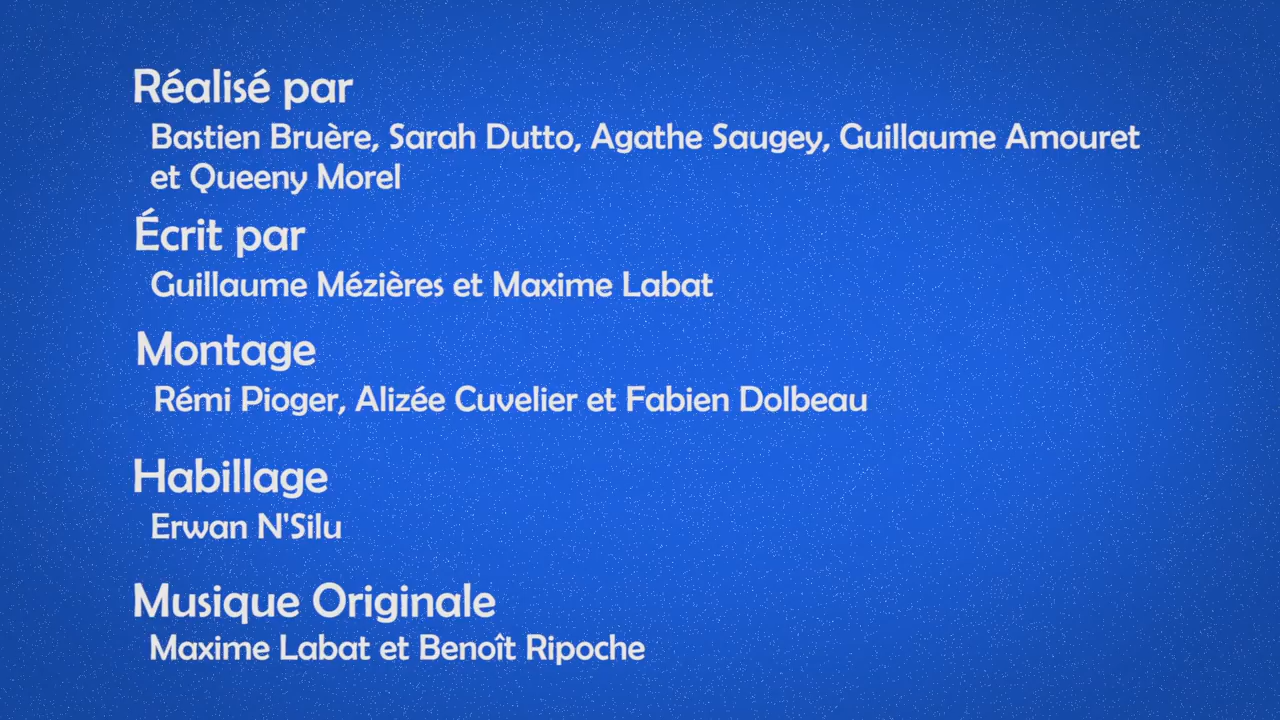 Réalisé par
Bastien Bruère, Sarah Dutto, Agathe Saugey, Guillaume Amouret
et Queeny Morel
Écrit par
Guillaume Mézières et Maxime Labat
Montage
Rémi Pioger, Alizée Cuvelier et Fabien Dolbeau
Habillage
Erwan N'Silu
Musique Originale
Maxime Labat et Benoît Ripoche